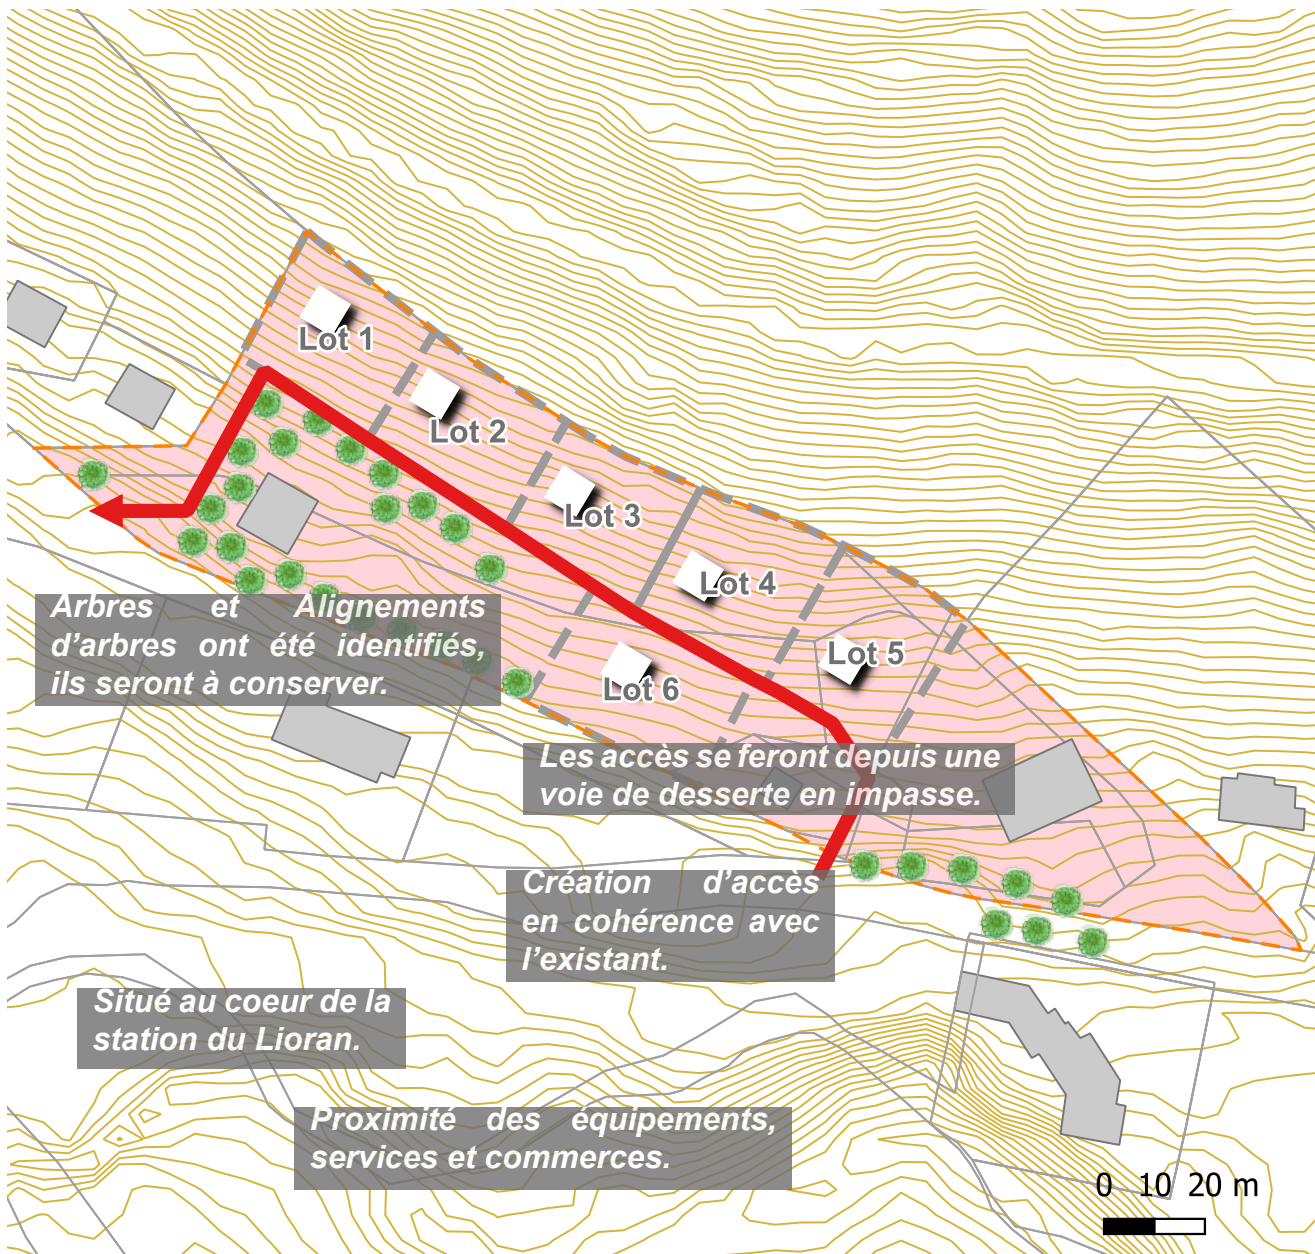 Lot 1
Lot 2
Lot 3
Lot 4
Lot 5
Lot 6
Arbres et Alignements
d’arbres ont été identifiés,
ils seront à conserver.
Les accès se feront depuis une
voie de desserte en impasse.
Création d’accès
en cohérence avec
l’existant.
Situé au coeur de la
station du Lioran.
Proximité des équipements,
services et commerces.
0 10 20 m